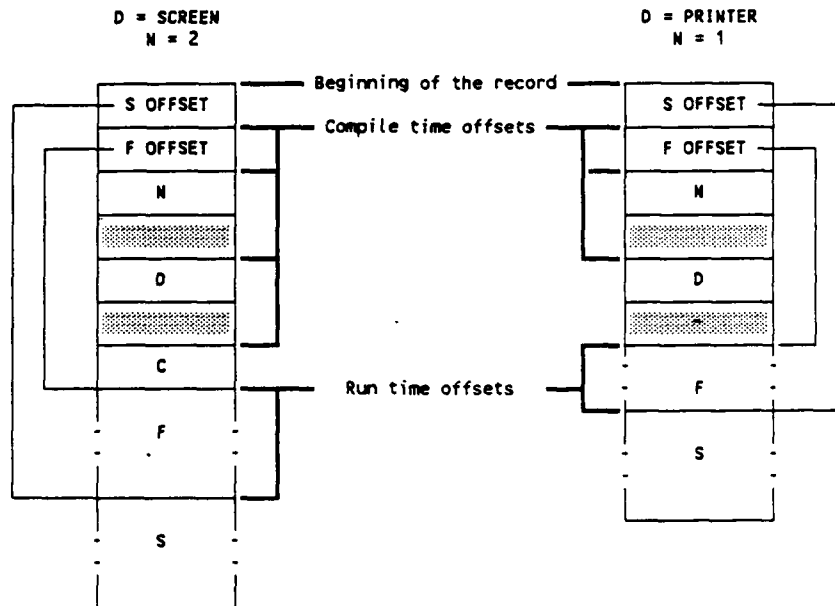 D = SCREEN
N = 2
D = PRINTER
N = 1
Beginning of the record
S OFFSET
S OFFSET
Compile time offsets
F OFFSET
F OFFSET
N
N
D
D
C
Run time offsets
F
F
S
S